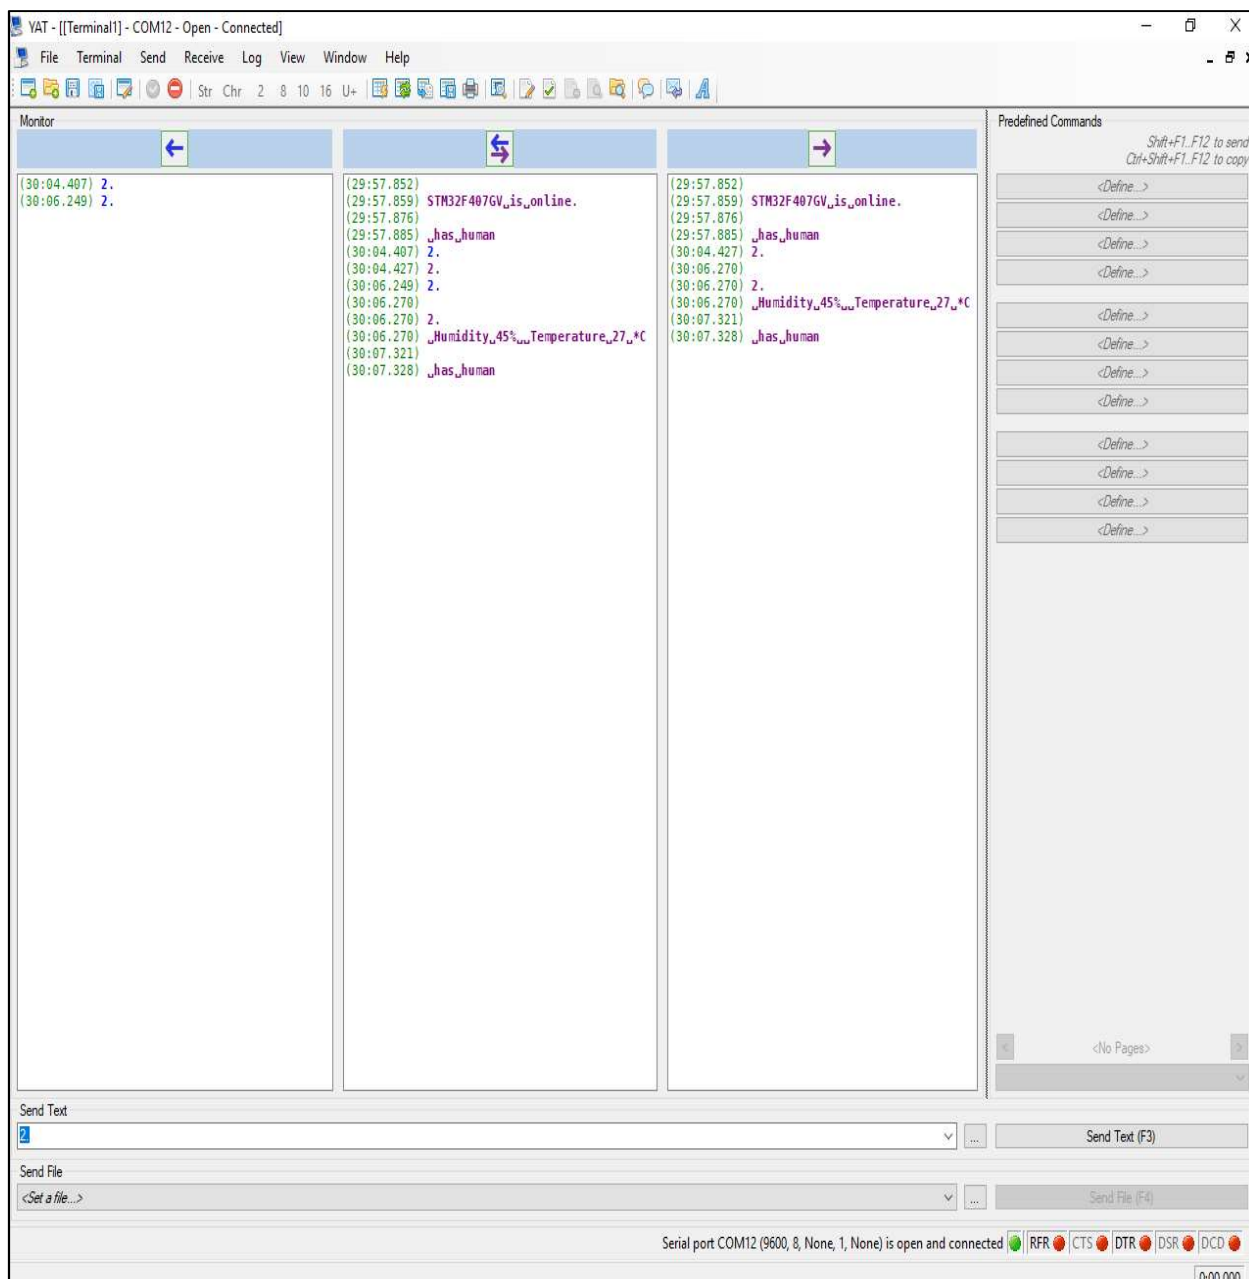 YAT - [[Terminal1] - COM12 - Open - Connected]
File Terminal Send Receive Log View Window Help
Str Chr 2 8 10 16 U+
Monitor
(30:04.407) 2.
(30:06.249) 2.
(29:57.852)
(29:57.859) STM32F407GV␣is␣online.
(29:57.876)
(29:57.885) ␣has␣human
(30:04.407) 2.
(30:04.427) 2.
(30:06.249) 2.
(30:06.270)
(30:06.270) 2.
(30:06.270) ␣Humidity␣45%␣␣Temperature␣27␣*C
(30:07.321)
(30:07.328) ␣has␣human
(29:57.852)
(29:57.859) STM32F407GV␣is␣online.
(29:57.876)
(29:57.885) ␣has␣human
(30:04.427) 2.
(30:06.270)
(30:06.270) 2.
(30:06.270) ␣Humidity␣45%␣␣Temperature␣27␣*C
(30:07.321)
(30:07.328) ␣has␣human
Predefined Commands
Shift+F1..F12 to send
Ctrl+Shift+F1..F12 to copy
<Define...>
<Define...>
<Define...>
<Define...>
<Define...>
<Define...>
<Define...>
<Define...>
<Define...>
<Define...>
<Define...>
<Define...>
< <No Pages> >
Send Text
2.
...
Send Text (F3)
Send File
<Set a file...>
...
Send File (F4)
Serial port COM12 (9600, 8, None, 1, None) is open and connected RFR CTS DTR DSR DCD
0:00.000